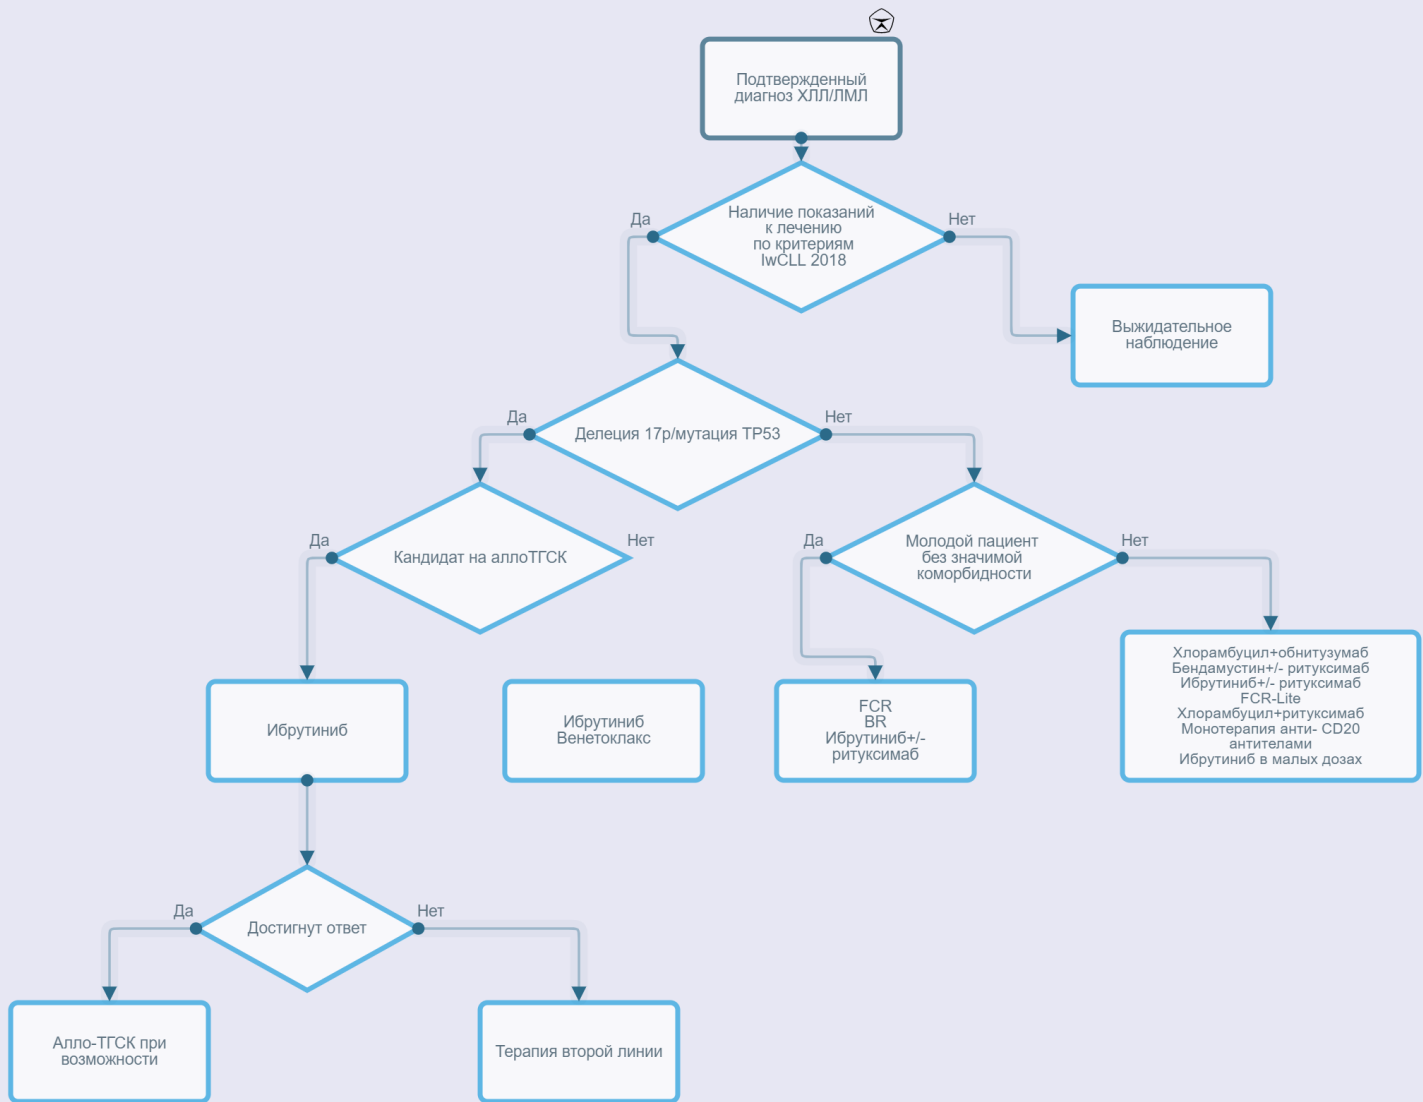 Подтвержденный
диагноз ХЛЛ/ЛМЛ
Да
Наличие показаний
к лечению
по критериям
IwCLL 2018
Нет
Выжидательное
наблюдение
Да
Делеция 17p/мутация TP53
Нет
Да
Кандидат на аллоТГСК
Нет
Да
Молодой пациент
без значимой
коморбидности
Нет
Ибрутиниб
Ибрутиниб
Венетоклакс
FCR
BR
Ибрутиниб+/-
ритуксимаб
Хлорамбуцил+обнитузумаб
Бендамустин+/- ритуксимаб
Ибрутиниб+/- ритуксимаб
FCR-Lite
Хлорамбуцил+ритуксимаб
Монотерапия анти- CD20
антителами
Ибрутиниб в малых дозах
Да
Достигнут ответ
Нет
Алло-ТГСК при
возможности
Терапия второй линии